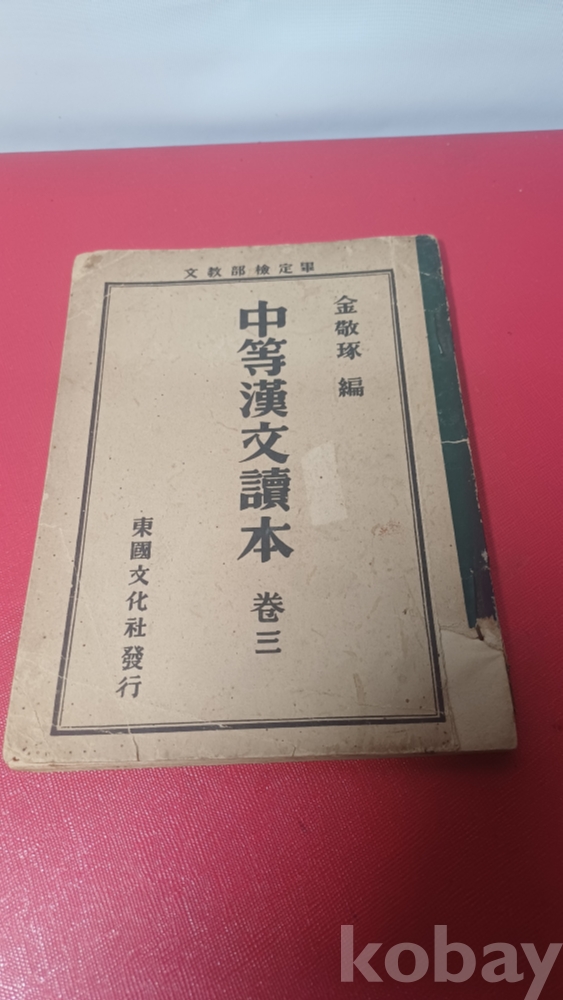 文教部檢定畢
金敬琢 編
中等漢文讀本 卷三
東國文化社發行
kobay